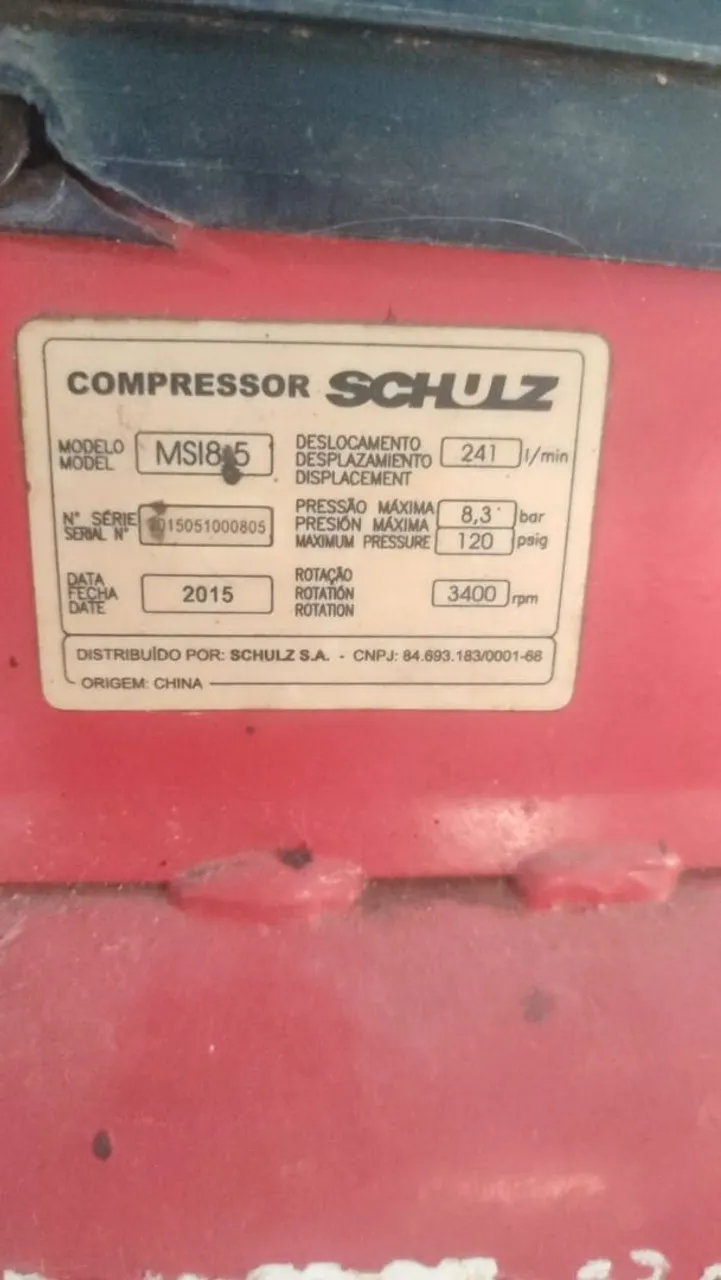 COMPRESSOR SCHULZ
MODELO
MODEL
MSI8,5
DESLOCAMENTO
DESPLAZAMIENTO
DISPLACEMENT
241 l/min
Nº SÉRIE
SERIAL Nº
2015051000805
PRESSÃO MÁXIMA
PRESIÓN MÁXIMA
MAXIMUM PRESSURE
8,3 bar
120 psig
DATA
FECHA
DATE
2015
ROTAÇÃO
ROTATIÓN
ROTATION
3400 rpm
DISTRIBUÍDO POR: SCHULZ S.A. - CNPJ: 84.693.183/0001-68
ORIGEM: CHINA